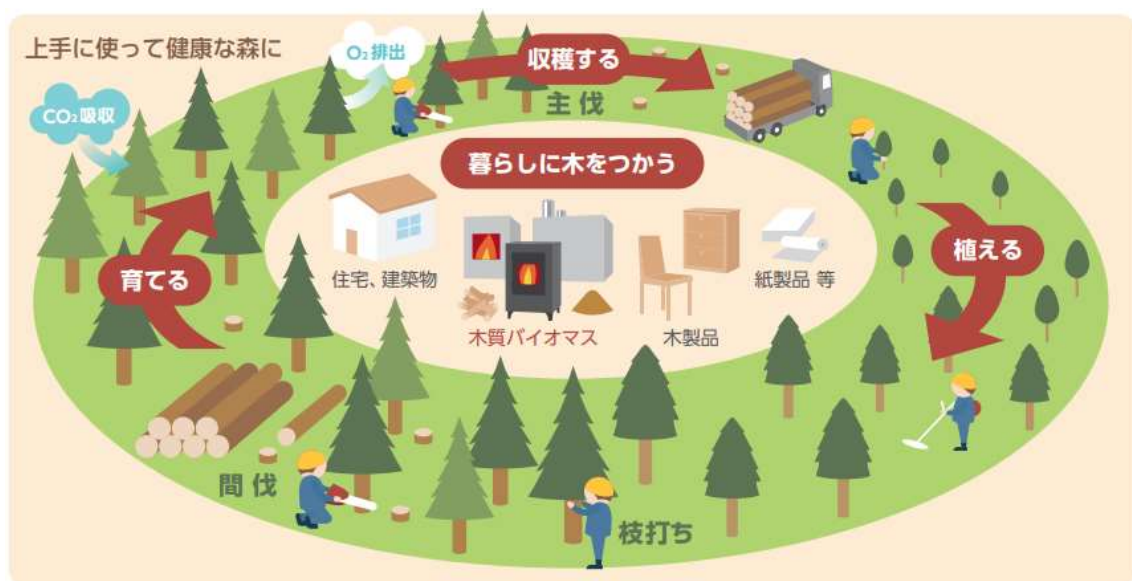 上手に使って健康な森に
O₂排出
CO₂吸収
収穫する
主伐
暮らしに木をつかう
住宅、建築物
木質バイオマス
木製品
紙製品 等
植える
育てる
間伐
枝打ち